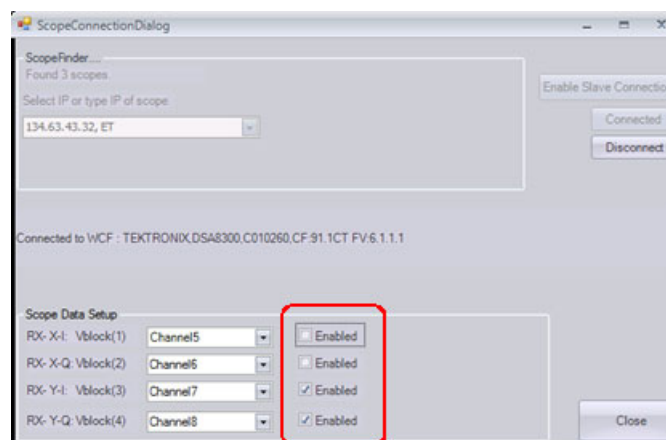 ScopeConnectionDialog
ScopeFinder....
Found 3 scopes.
Enable Slave Connectio
Select IP or type IP of scope.
134.63.43.32, ET
Connected
Disconnect
Connected to WCF : TEKTRONIX,DSA8300,C010260,CF:91.1CT FV:6.1.1.1
Scope Data Setup
RX- X-I: Vblock(1) Channel5 Enabled
RX- X-Q: Vblock(2) Channel6 Enabled
RX- Y-I: Vblock(3) Channel7 Enabled
RX- Y-Q: Vblock(4) Channel8 Enabled
Close